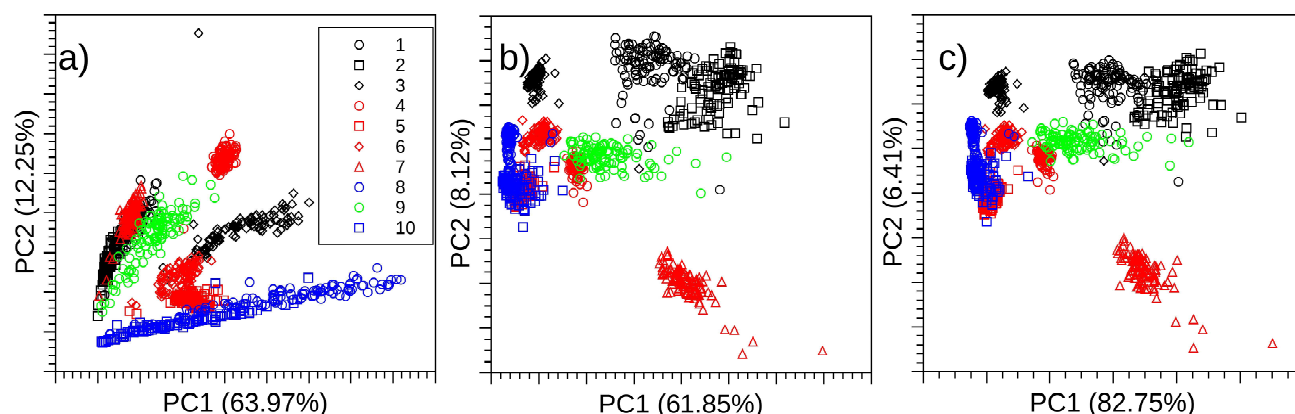 a)
1
2
3
4
5
6
7
8
9
10
PC2 (12.25%)
PC1 (63.97%)
b)
PC2 (8.12%)
PC1 (61.85%)
c)
PC2 (6.41%)
PC1 (82.75%)